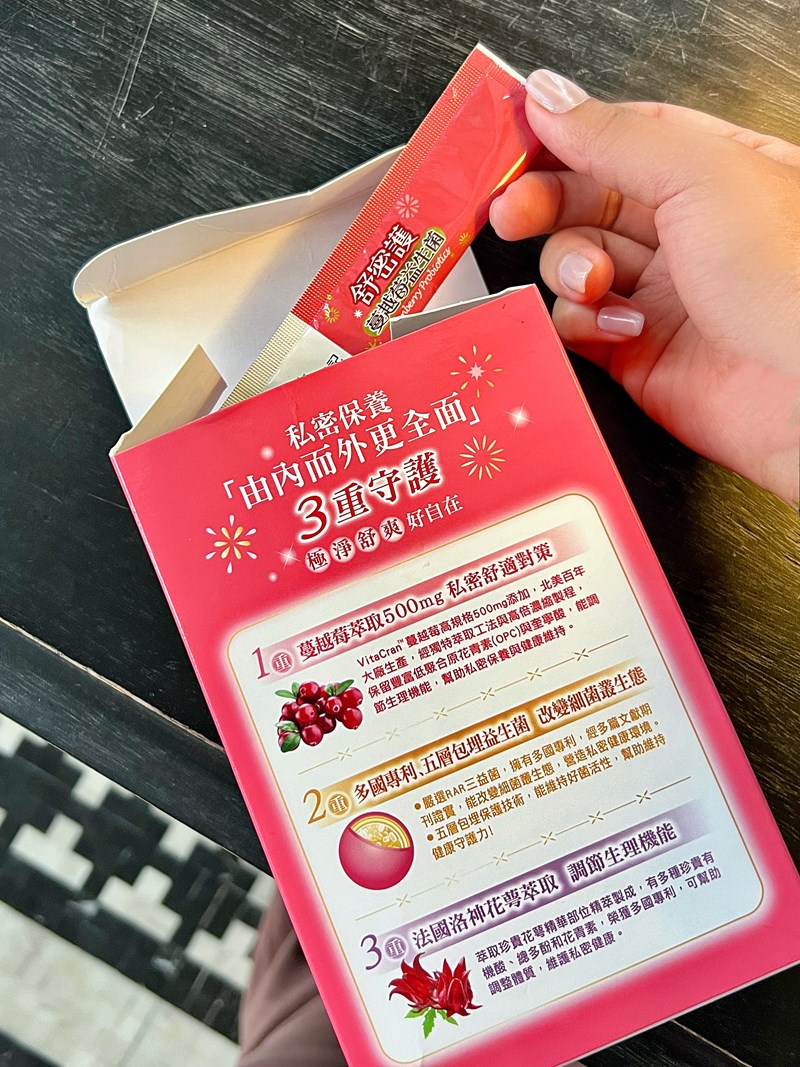 舒密護
蔓越莓益生菌
berry Probiotics
私密保養
「由內而外更全面」
3重守護
極淨舒爽 好自在
1重 蔓越莓萃取500mg 私密舒適對策
VitaCran™蔓越莓高規格500mg添加，北美百年
大廠生產，經獨特萃取工法與高倍濃縮製程，
保留豐富低聚合原花青素(OPC)與奎寧酸，能調
節生理機能，幫助私密保養與健康維持。
2重 多國專利、五層包埋益生菌 改變細菌叢生態
●嚴選RAR三益菌，擁有多國專利，經多篇文獻期
刊證實，能改變細菌叢生態，營造私密健康環境。
●五層包埋保護技術，能維持好菌活性，幫助維持
健康守護力！
3重 法國洛神花萼萃取 調節生理機能
萃取珍貴花萼精華部位精萃製成，有多種珍貴有
機酸、總多酚和花青素，榮獲多國專利，可幫助
調整體質，維護私密健康。